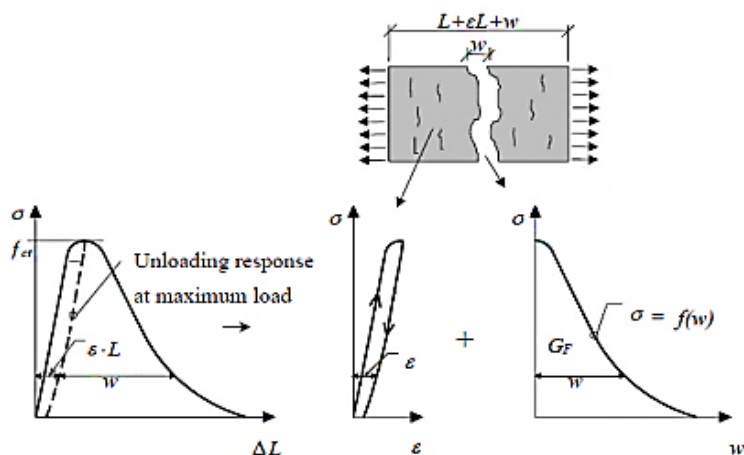 L+εL+w
w
σ
f_ct
Unloading response
at maximum load
ε·L
w
ΔL
σ
ε
ε
+
σ
σ = f(w)
G_F
w
w